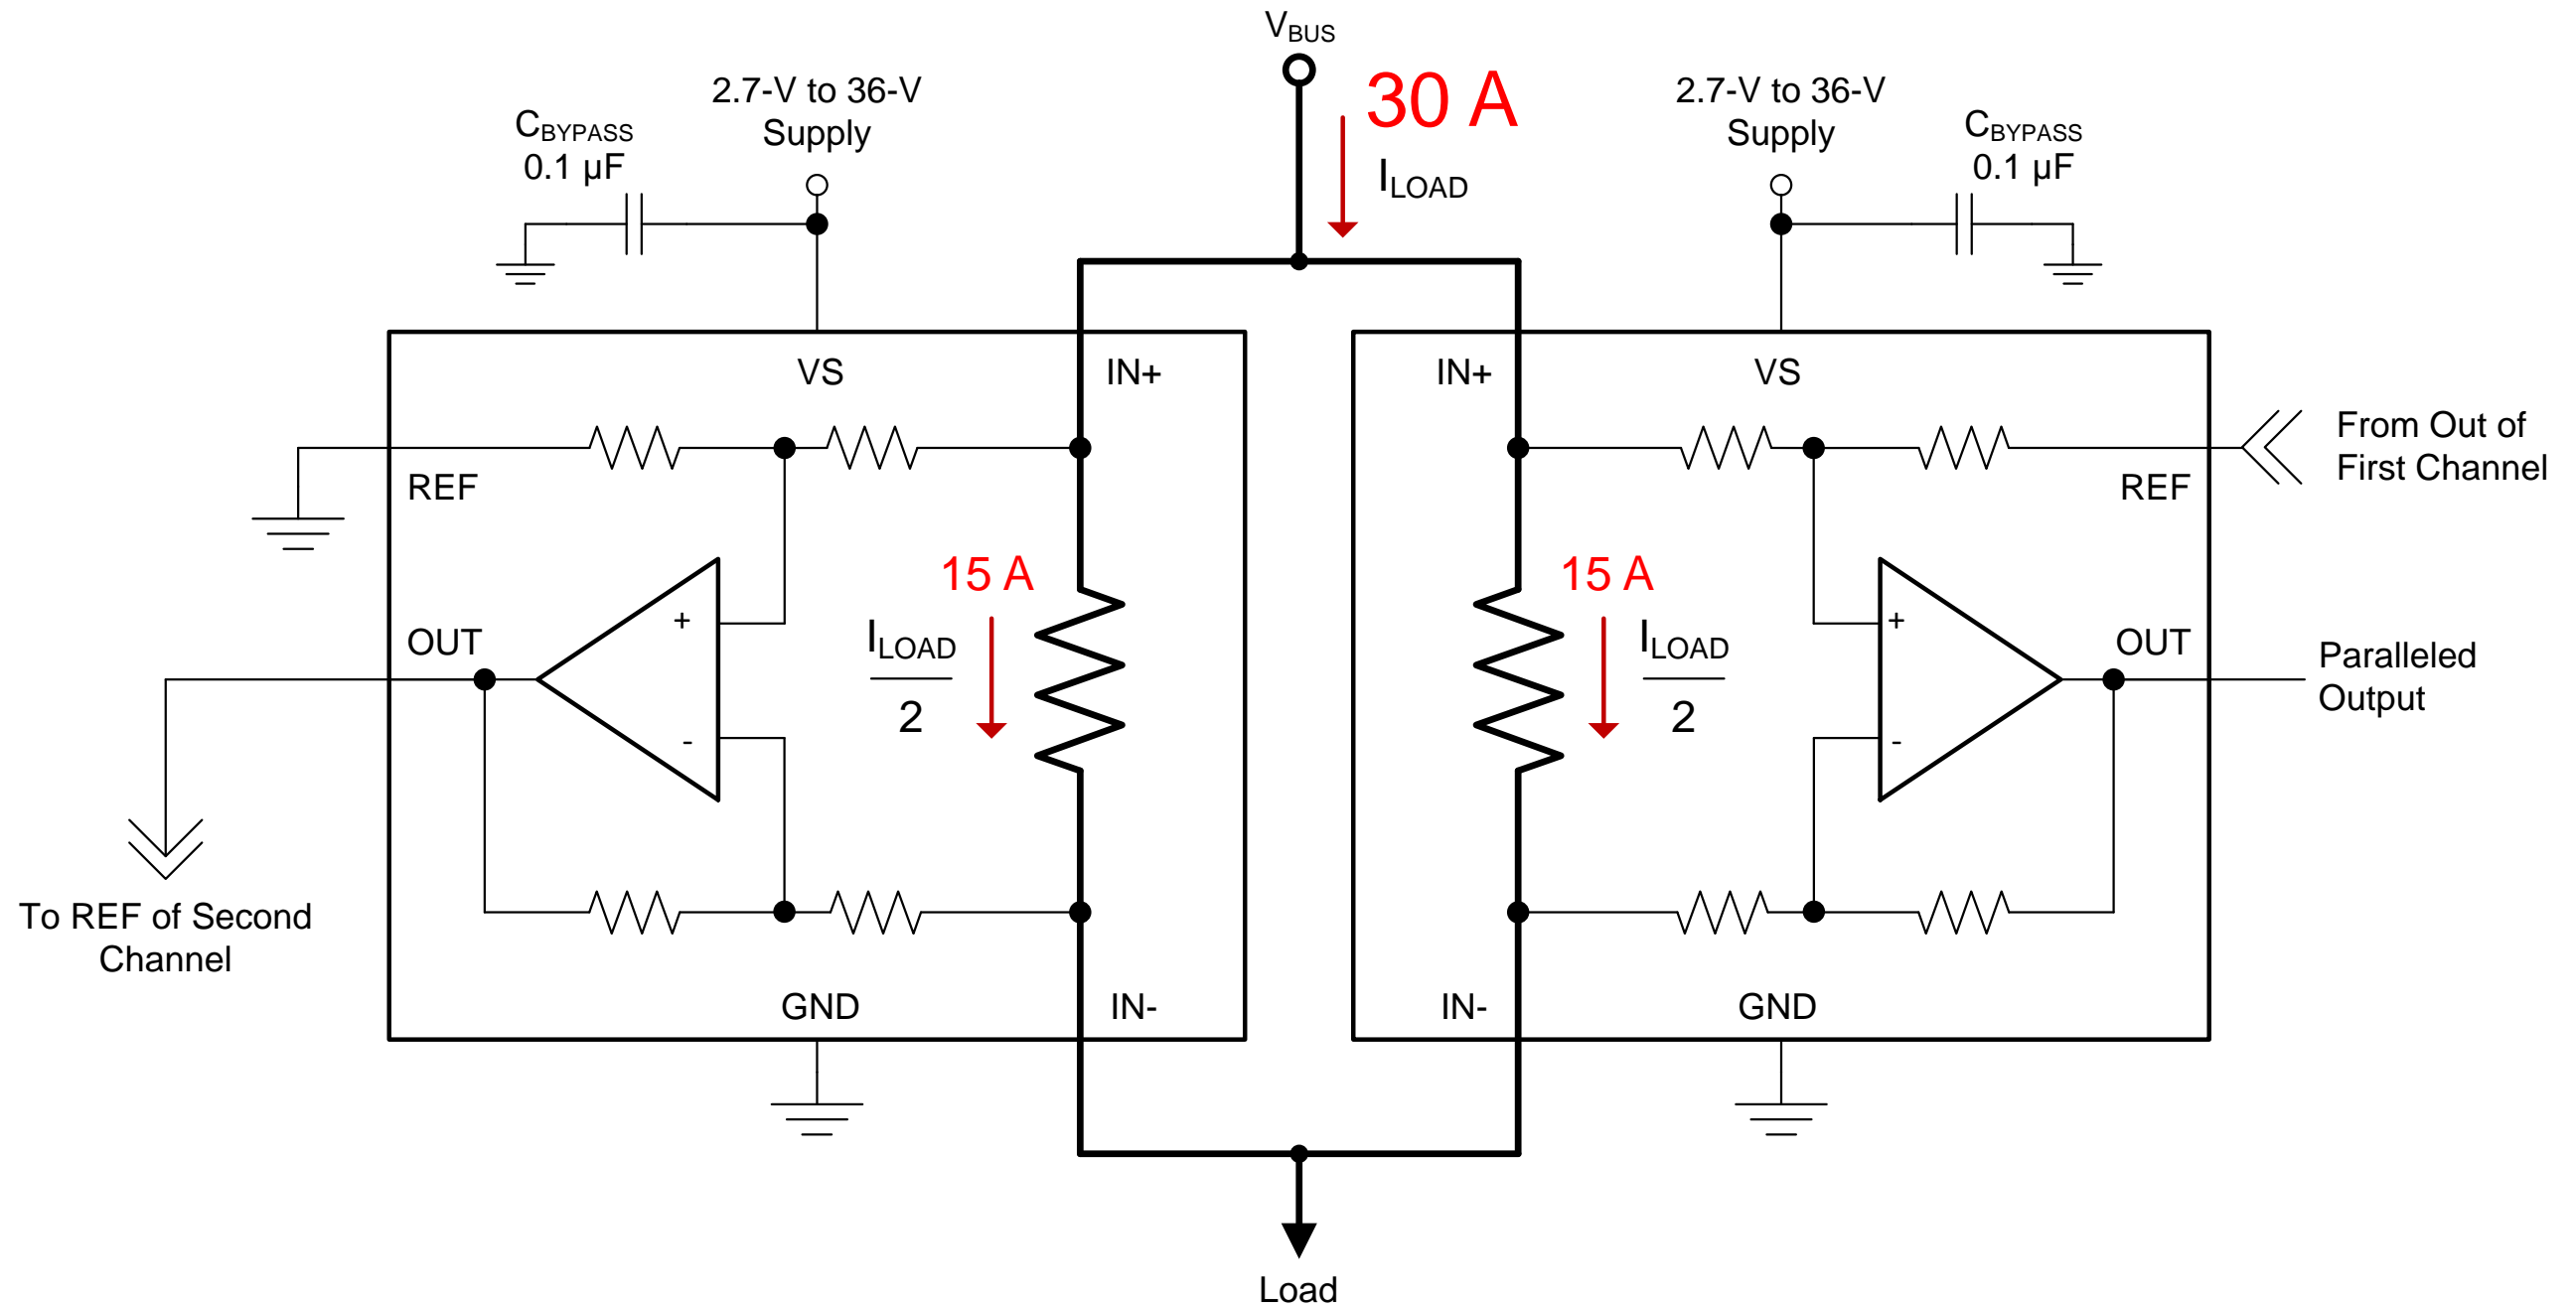 VBUS
30 A
ILOAD
2.7-V to 36-V
Supply
CBYPASS
0.1 µF
2.7-V to 36-V
Supply
CBYPASS
0.1 µF
VS
IN+
REF
OUT
+
-
15 A
ILOAD
2
GND
IN-
To REF of Second
Channel
IN+
VS
From Out of
First Channel
REF
15 A
ILOAD
2
+
-
OUT
Paralleled
Output
IN-
GND
Load